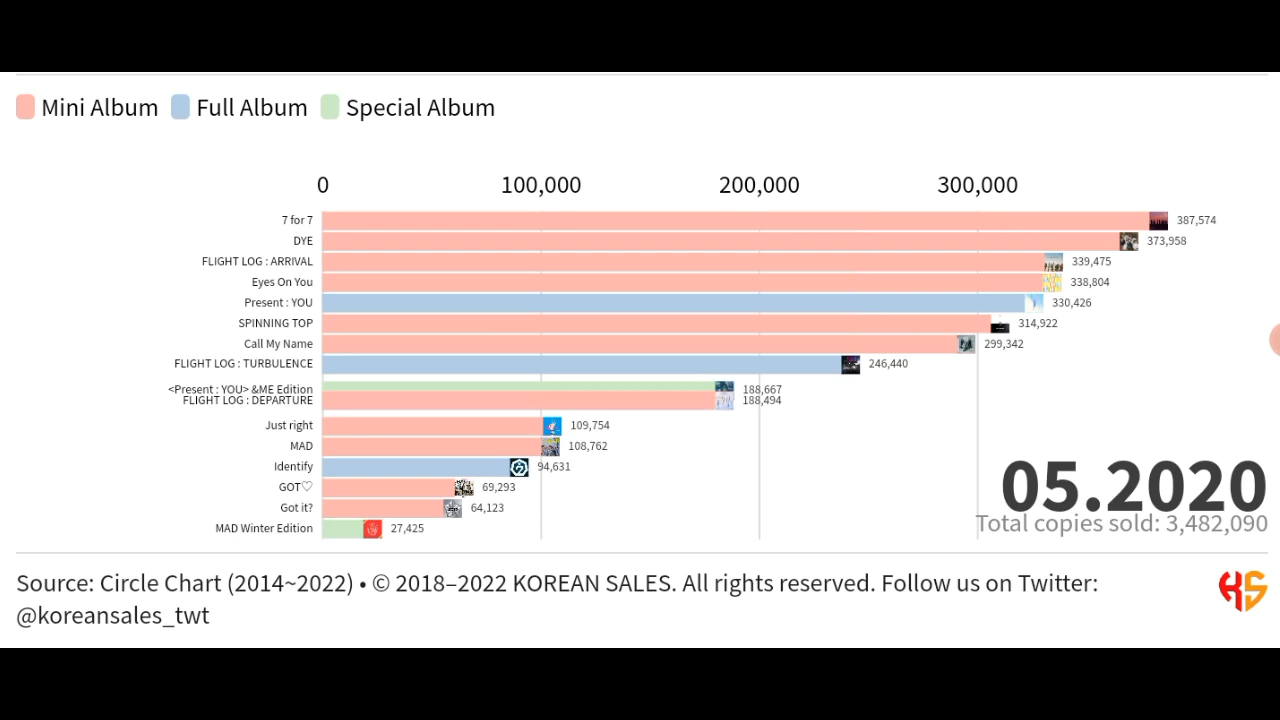 Mini Album Full Album Special Album
0 100,000 200,000 300,000
7 for 7 387,574
DYE 373,958
FLIGHT LOG : ARRIVAL 339,475
Eyes On You 338,804
Present : YOU 330,426
SPINNING TOP 314,922
Call My Name 299,342
FLIGHT LOG : TURBULENCE 246,440
<Present : YOU> &ME Edition 188,667
FLIGHT LOG : DEPARTURE 188,494
Just right 109,754
MAD 108,762
Identify 94,631
GOT♡ 69,293
Got it? 64,123
MAD Winter Edition 27,425
05.2020
Total copies sold: 3,482,090
Source: Circle Chart (2014~2022) • © 2018–2022 KOREAN SALES. All rights reserved. Follow us on Twitter:
@koreansales_twt
KS